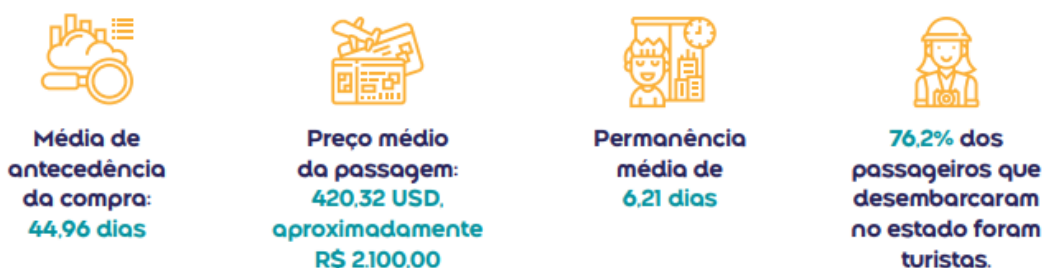 Média de
antecedência
da compra:
44,96 dias
Preço médio
da passagem:
420,32 USD,
aproximadamente
R$ 2.100,00
Permanência
média de
6,21 dias
76,2% dos
passageiros que
desembarcaram
no estado foram
turistas.